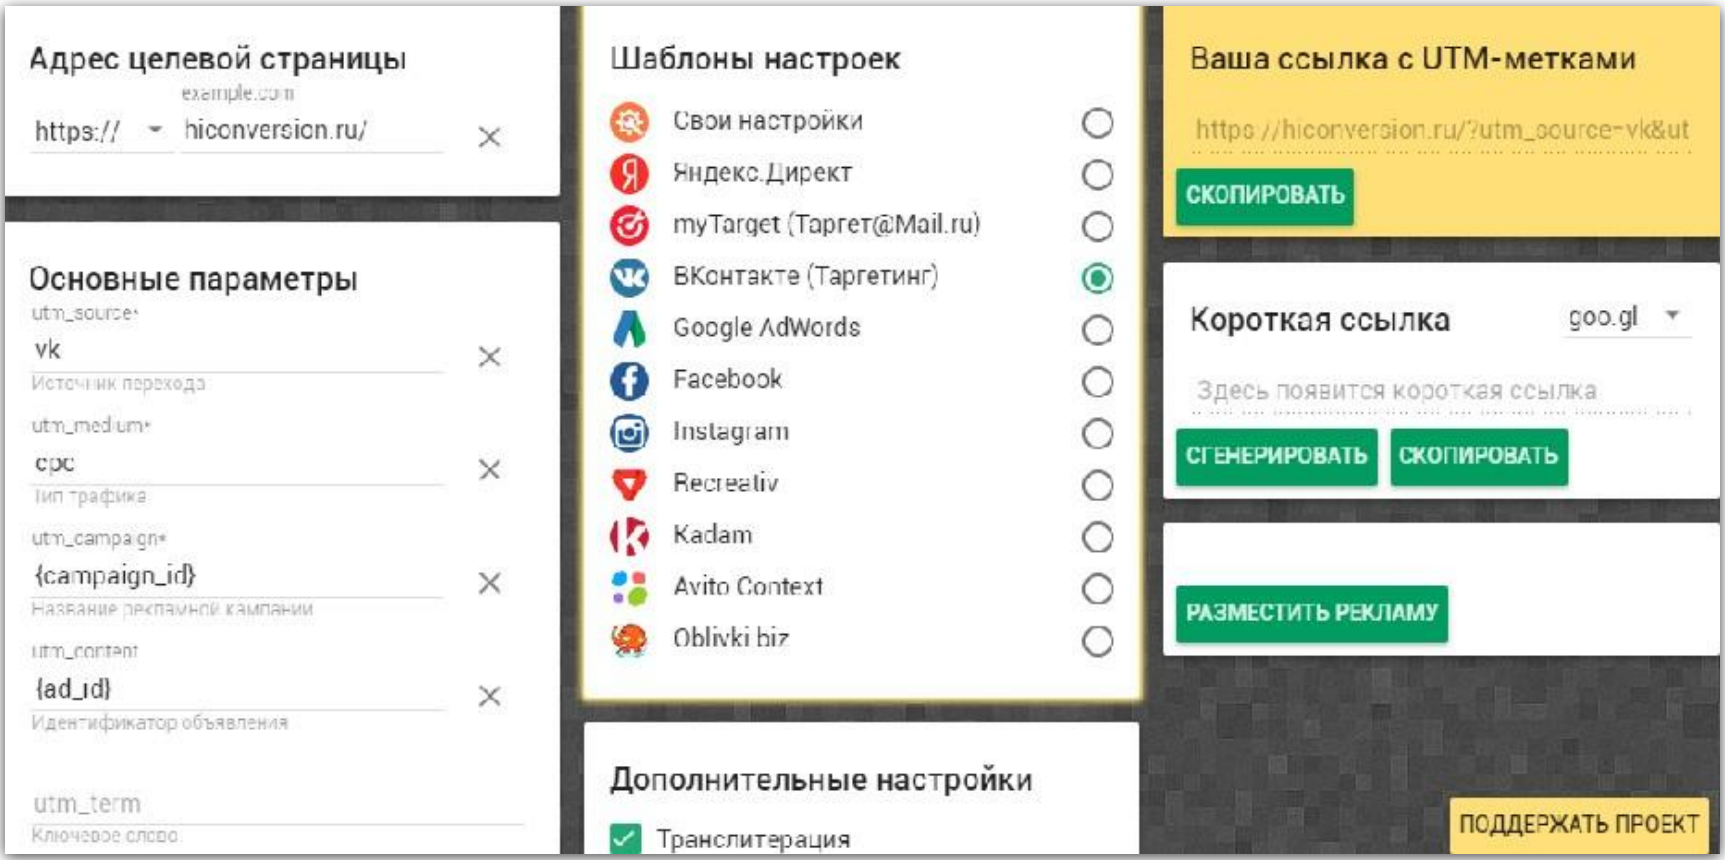 Адрес целевой страницы
example.com
https://
hiconversion.ru/
Основные параметры
utm_source*
vk
Источник перехода
utm_medium*
cpc
Тип трафика
utm_campaign*
{campaign_id}
Название рекламной кампании
utm_content
{ad_id}
Идентификатор объявления
utm_term
Ключевое слово
Шаблоны настроек
Свои настройки
Яндекс.Директ
myTarget (Таргет@Mail.ru)
ВКонтакте (Таргетинг)
Google AdWords
Facebook
Instagram
Recreativ
Kadam
Avito Context
Oblivki biz
Дополнительные настройки
Транслитерация
Ваша ссылка с UTM-метками
https://hiconversion.ru/?utm_source=vk&ut
СКОПИРОВАТЬ
Короткая ссылка
goo.gl
Здесь появится короткая ссылка
СГЕНЕРИРОВАТЬ СКОПИРОВАТЬ
РАЗМЕСТИТЬ РЕКЛАМУ
ПОДДЕРЖАТЬ ПРОЕКТ